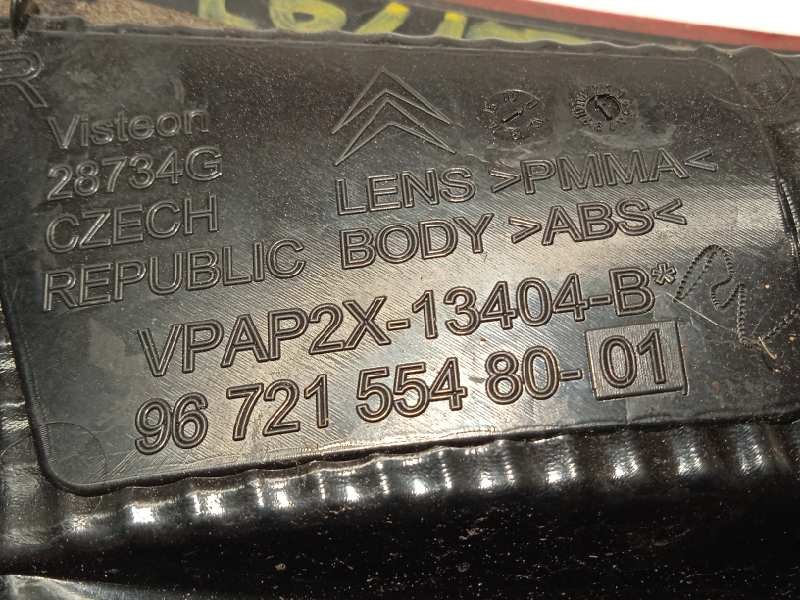 R
Visteon
28734G
CZECH
REPUBLIC
LENS >PMMA<
BODY >ABS<
VPAP2X-13404-B*
96 721 554 80-01